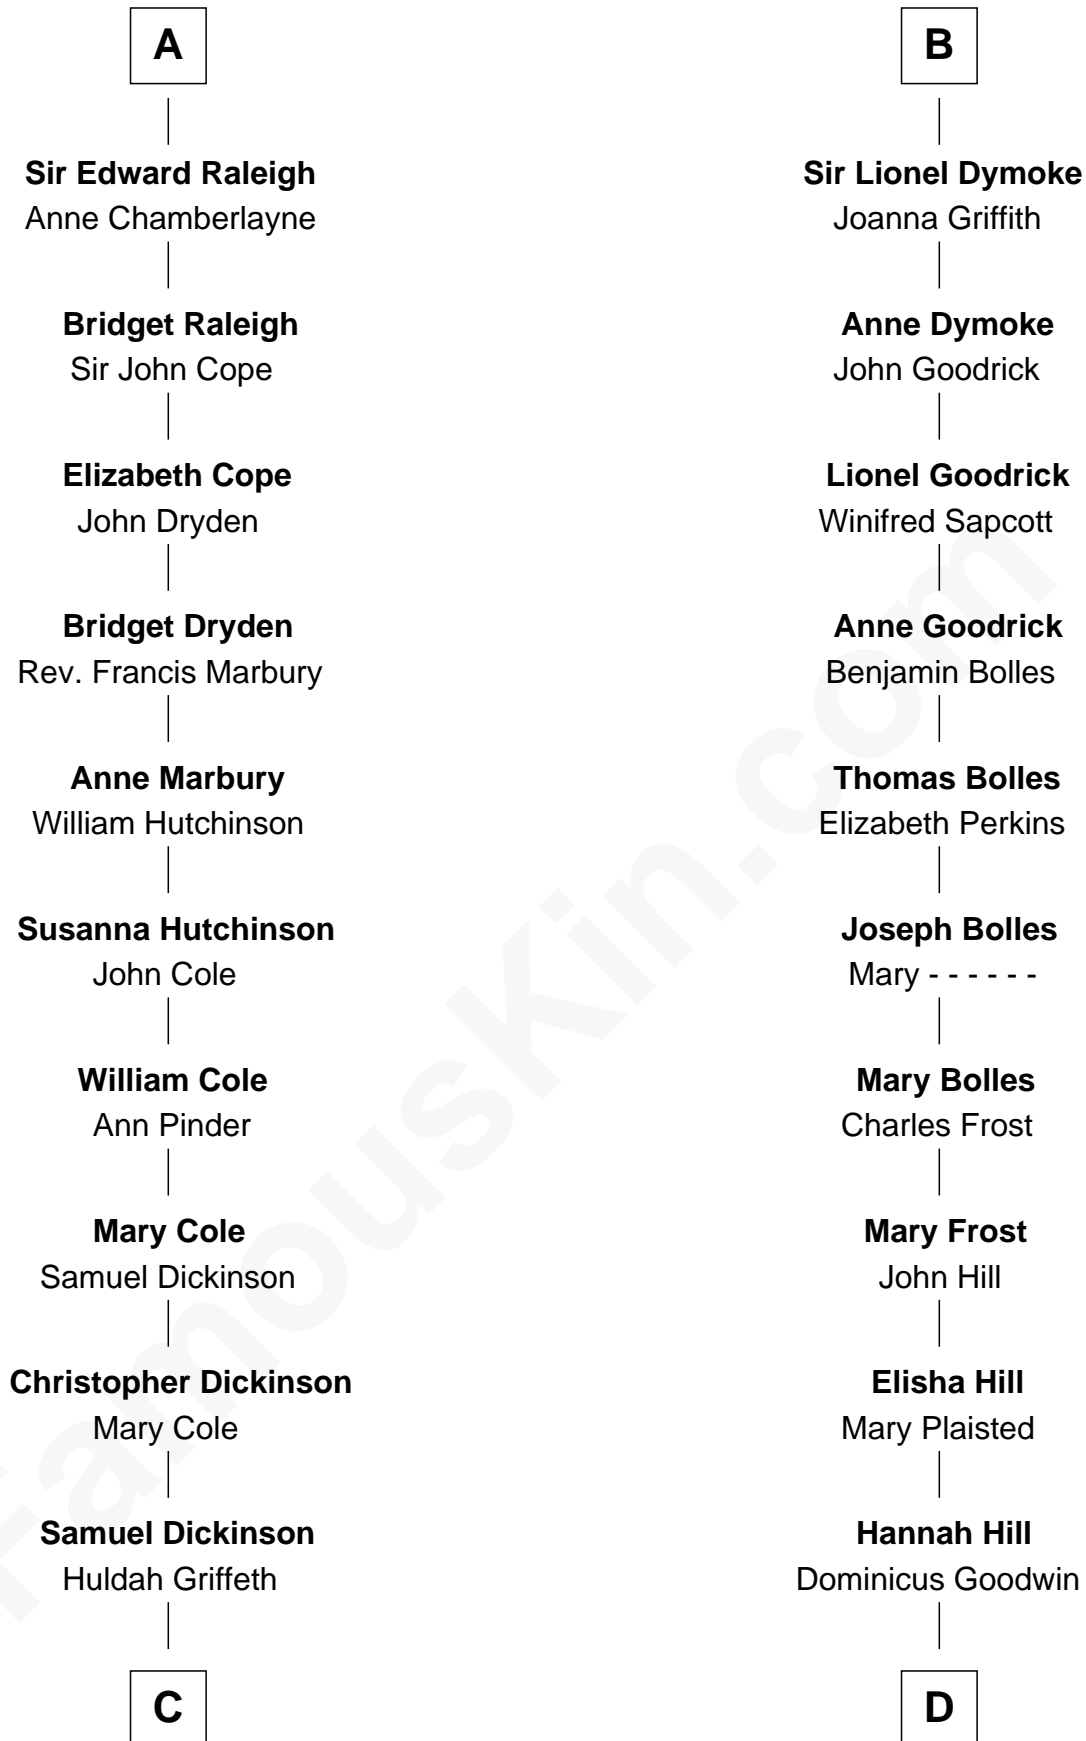 A
Sir Edward Raleigh
Anne Chamberlayne
Bridget Raleigh
Sir John Cope
Elizabeth Cope
John Dryden
Bridget Dryden
Rev. Francis Marbury
Anne Marbury
William Hutchinson
Susanna Hutchinson
John Cole
William Cole
Ann Pinder
Mary Cole
Samuel Dickinson
Christopher Dickinson
Mary Cole
Samuel Dickinson
Huldah Griffeth
C
B
Sir Lionel Dymoke
Joanna Griffith
Anne Dymoke
John Goodrick
Lionel Goodrick
Winifred Sapcott
Anne Goodrick
Benjamin Bolles
Thomas Bolles
Elizabeth Perkins
Joseph Bolles
Mary - - - - - -
Mary Bolles
Charles Frost
Mary Frost
John Hill
Elisha Hill
Mary Plaisted
Hannah Hill
Dominicus Goodwin
D
FamousKin.com